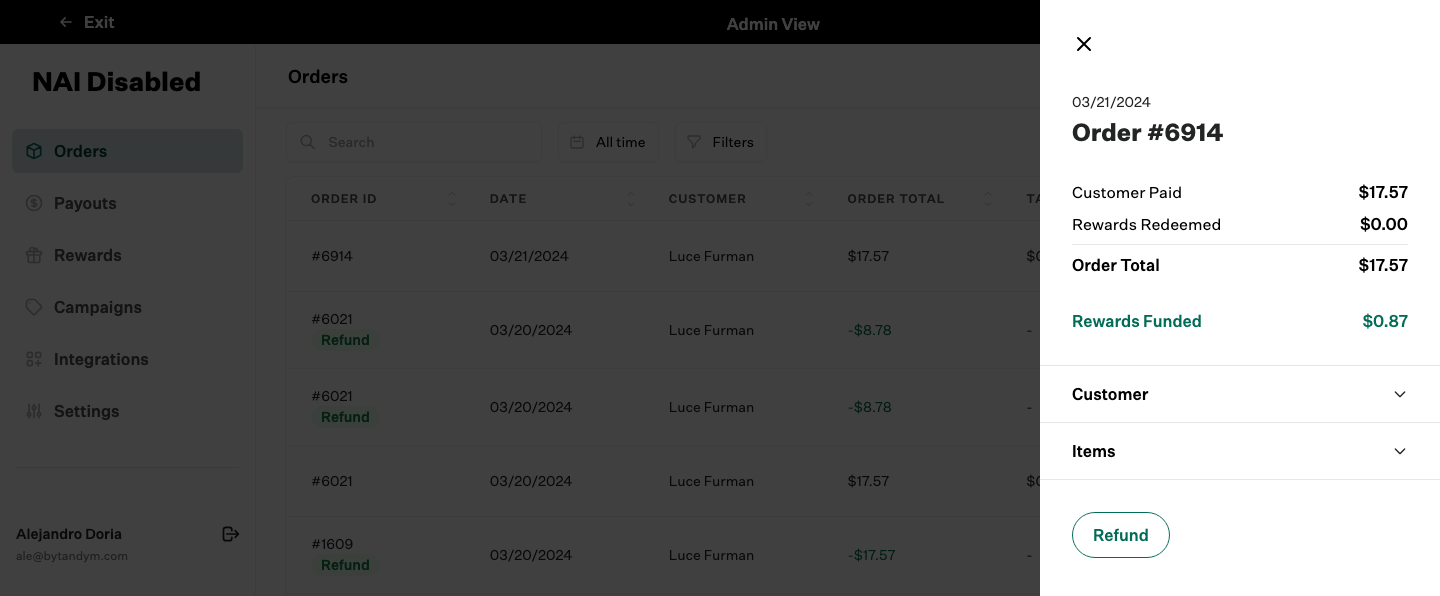 Exit
Admin View
NAI Disabled
Orders
Payouts
Rewards
Campaigns
Integrations
Settings
Alejandro Doria
ale@bytandym.com
Orders
Search
All time
Filters
ORDER ID DATE CUSTOMER ORDER TOTAL
#6914 03/21/2024 Luce Furman $17.57
#6021
Refund
03/20/2024 Luce Furman -$8.78 -
#6021
Refund
03/20/2024 Luce Furman -$8.78 -
#6021 03/20/2024 Luce Furman $17.57
#1609
Refund
03/20/2024 Luce Furman -$17.57 -
03/21/2024
Order #6914
Customer Paid $17.57
Rewards Redeemed $0.00
Order Total $17.57
Rewards Funded $0.87
Customer
Items
Refund